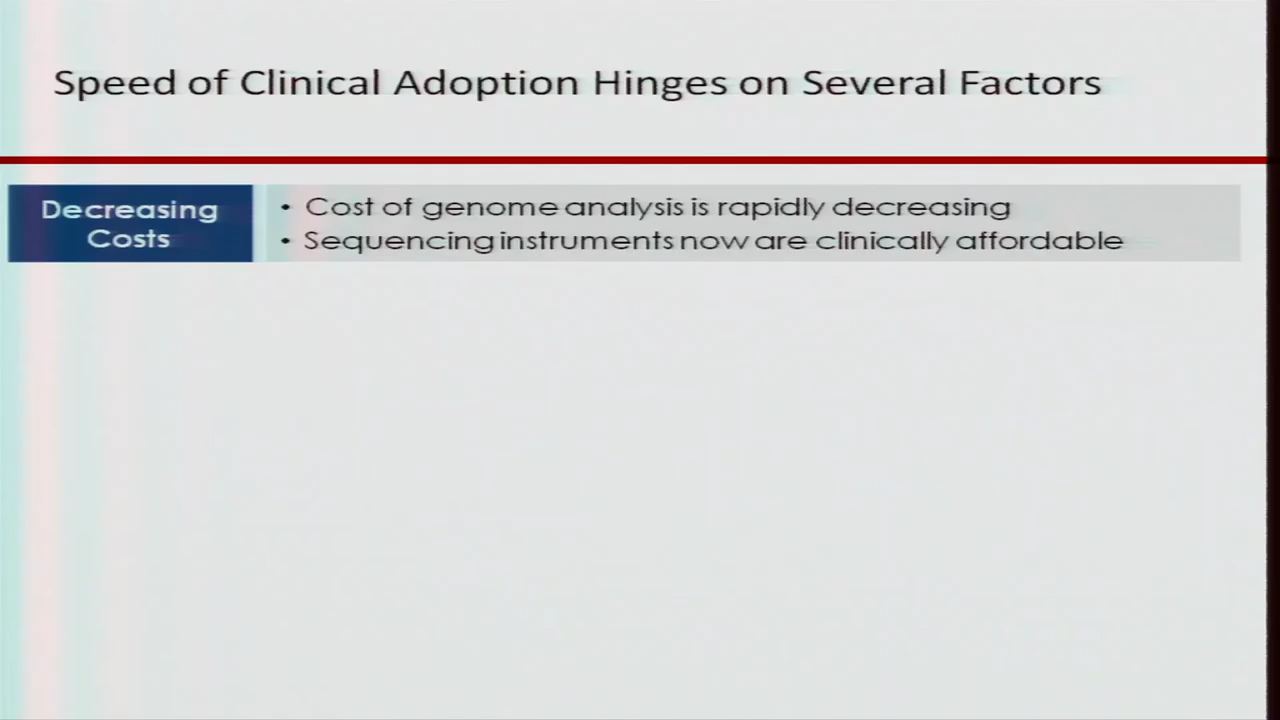 Speed of Clinical Adoption Hinges on Several Factors
Decreasing
Costs
• Cost of genome analysis is rapidly decreasing
• Sequencing instruments now are clinically affordable